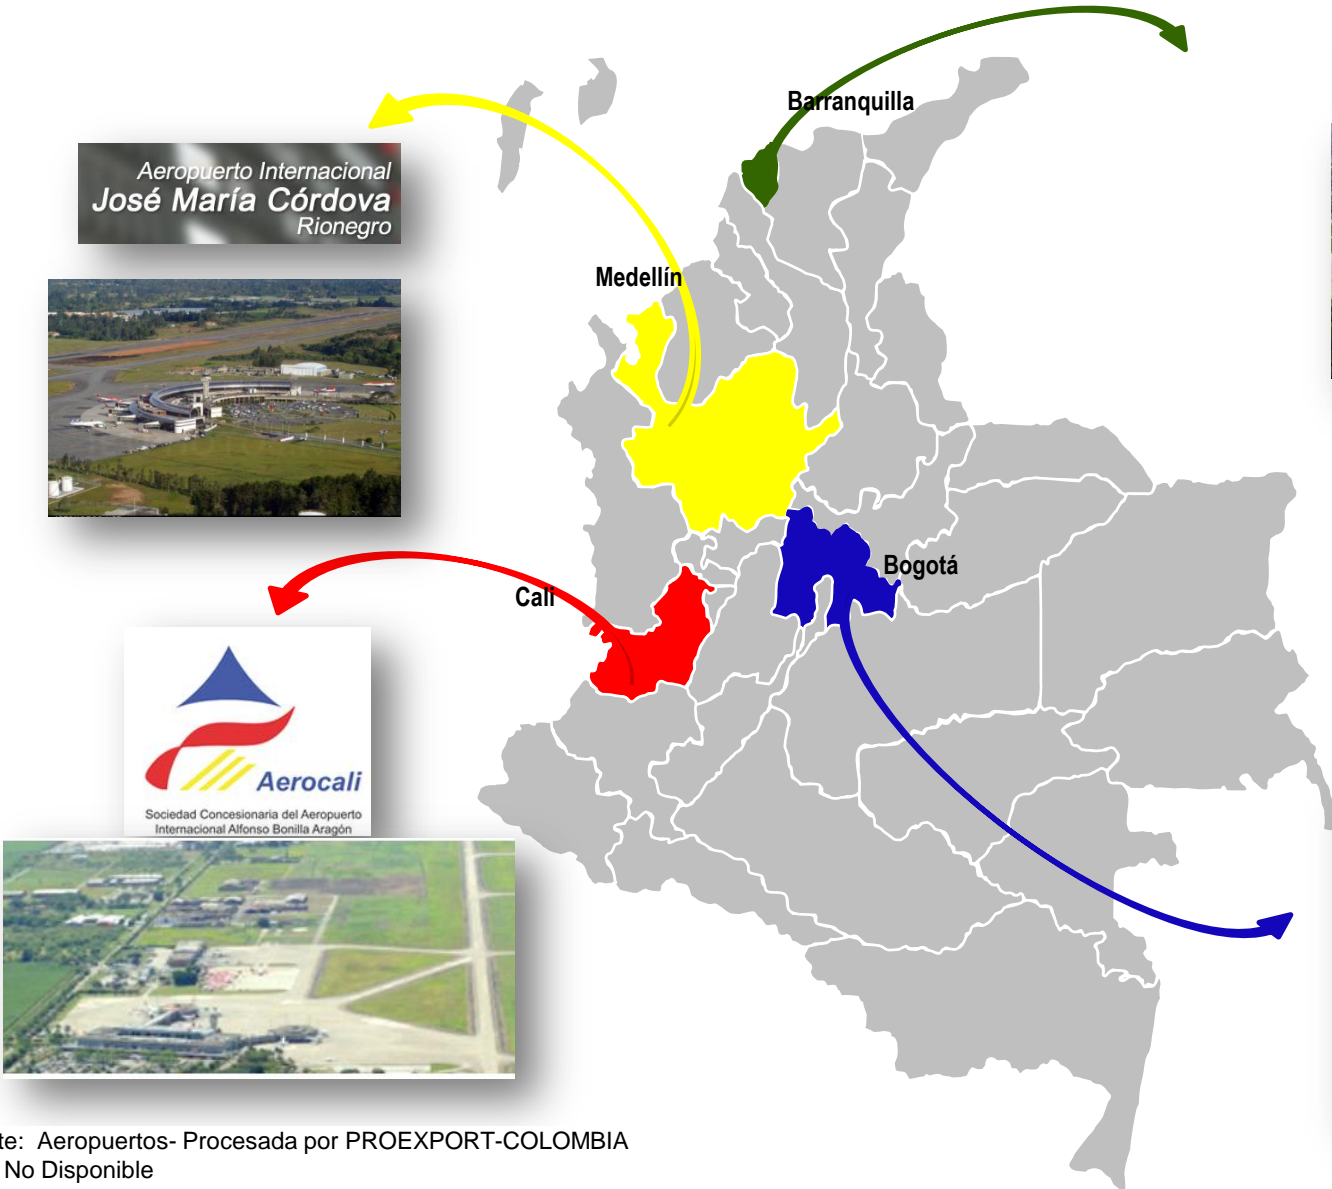 Barranquilla
Aeropuerto Internacional
José María Córdova
Rionegro
Medellín
Bogotá
Cali
Aerocali
Sociedad Concesionaria del Aeropuerto
Internacional Alfonso Bonilla Aragón
te: Aeropuertos- Procesada por PROEXPORT-COLOMBIA
No Disponible